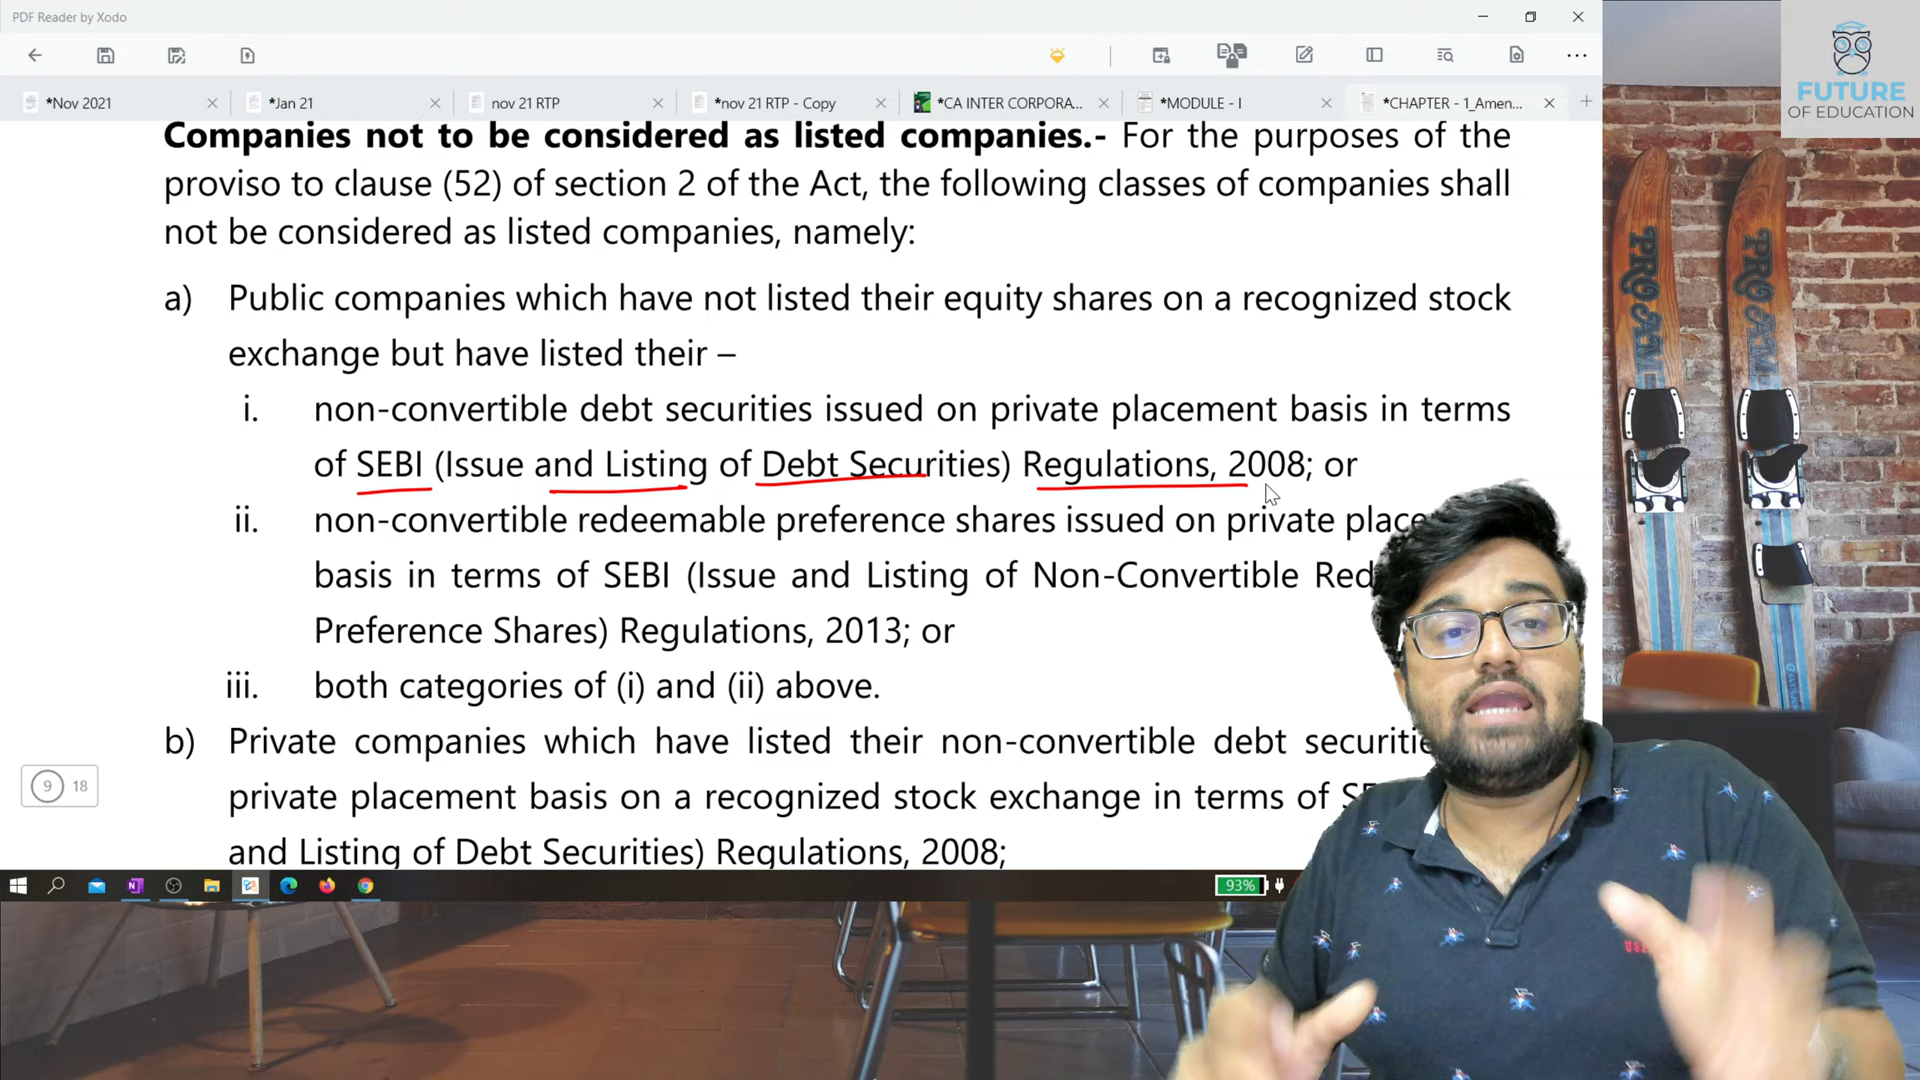 PDF Reader by Xodo
*Nov 2021
*Jan 21
nov 21 RTP
*nov 21 RTP - Copy
*CA INTER CORPORA...
*MODULE - I
*CHAPTER - 1_Amen...
FUTURE
OF EDUCATION
Companies not to be considered as listed companies.- For the purposes of the
proviso to clause (52) of section 2 of the Act, the following classes of companies shall
not be considered as listed companies, namely:
a) Public companies which have not listed their equity shares on a recognized stock
exchange but have listed their –
i. non-convertible debt securities issued on private placement basis in terms
of SEBI (Issue and Listing of Debt Securities) Regulations, 2008; or
ii. non-convertible redeemable preference shares issued on private place
basis in terms of SEBI (Issue and Listing of Non-Convertible Red
Preference Shares) Regulations, 2013; or
iii. both categories of (i) and (ii) above.
b) Private companies which have listed their non-convertible debt securitie
private placement basis on a recognized stock exchange in terms of SE
and Listing of Debt Securities) Regulations, 2008;
9 18
93%
PRO AM
PRO AM